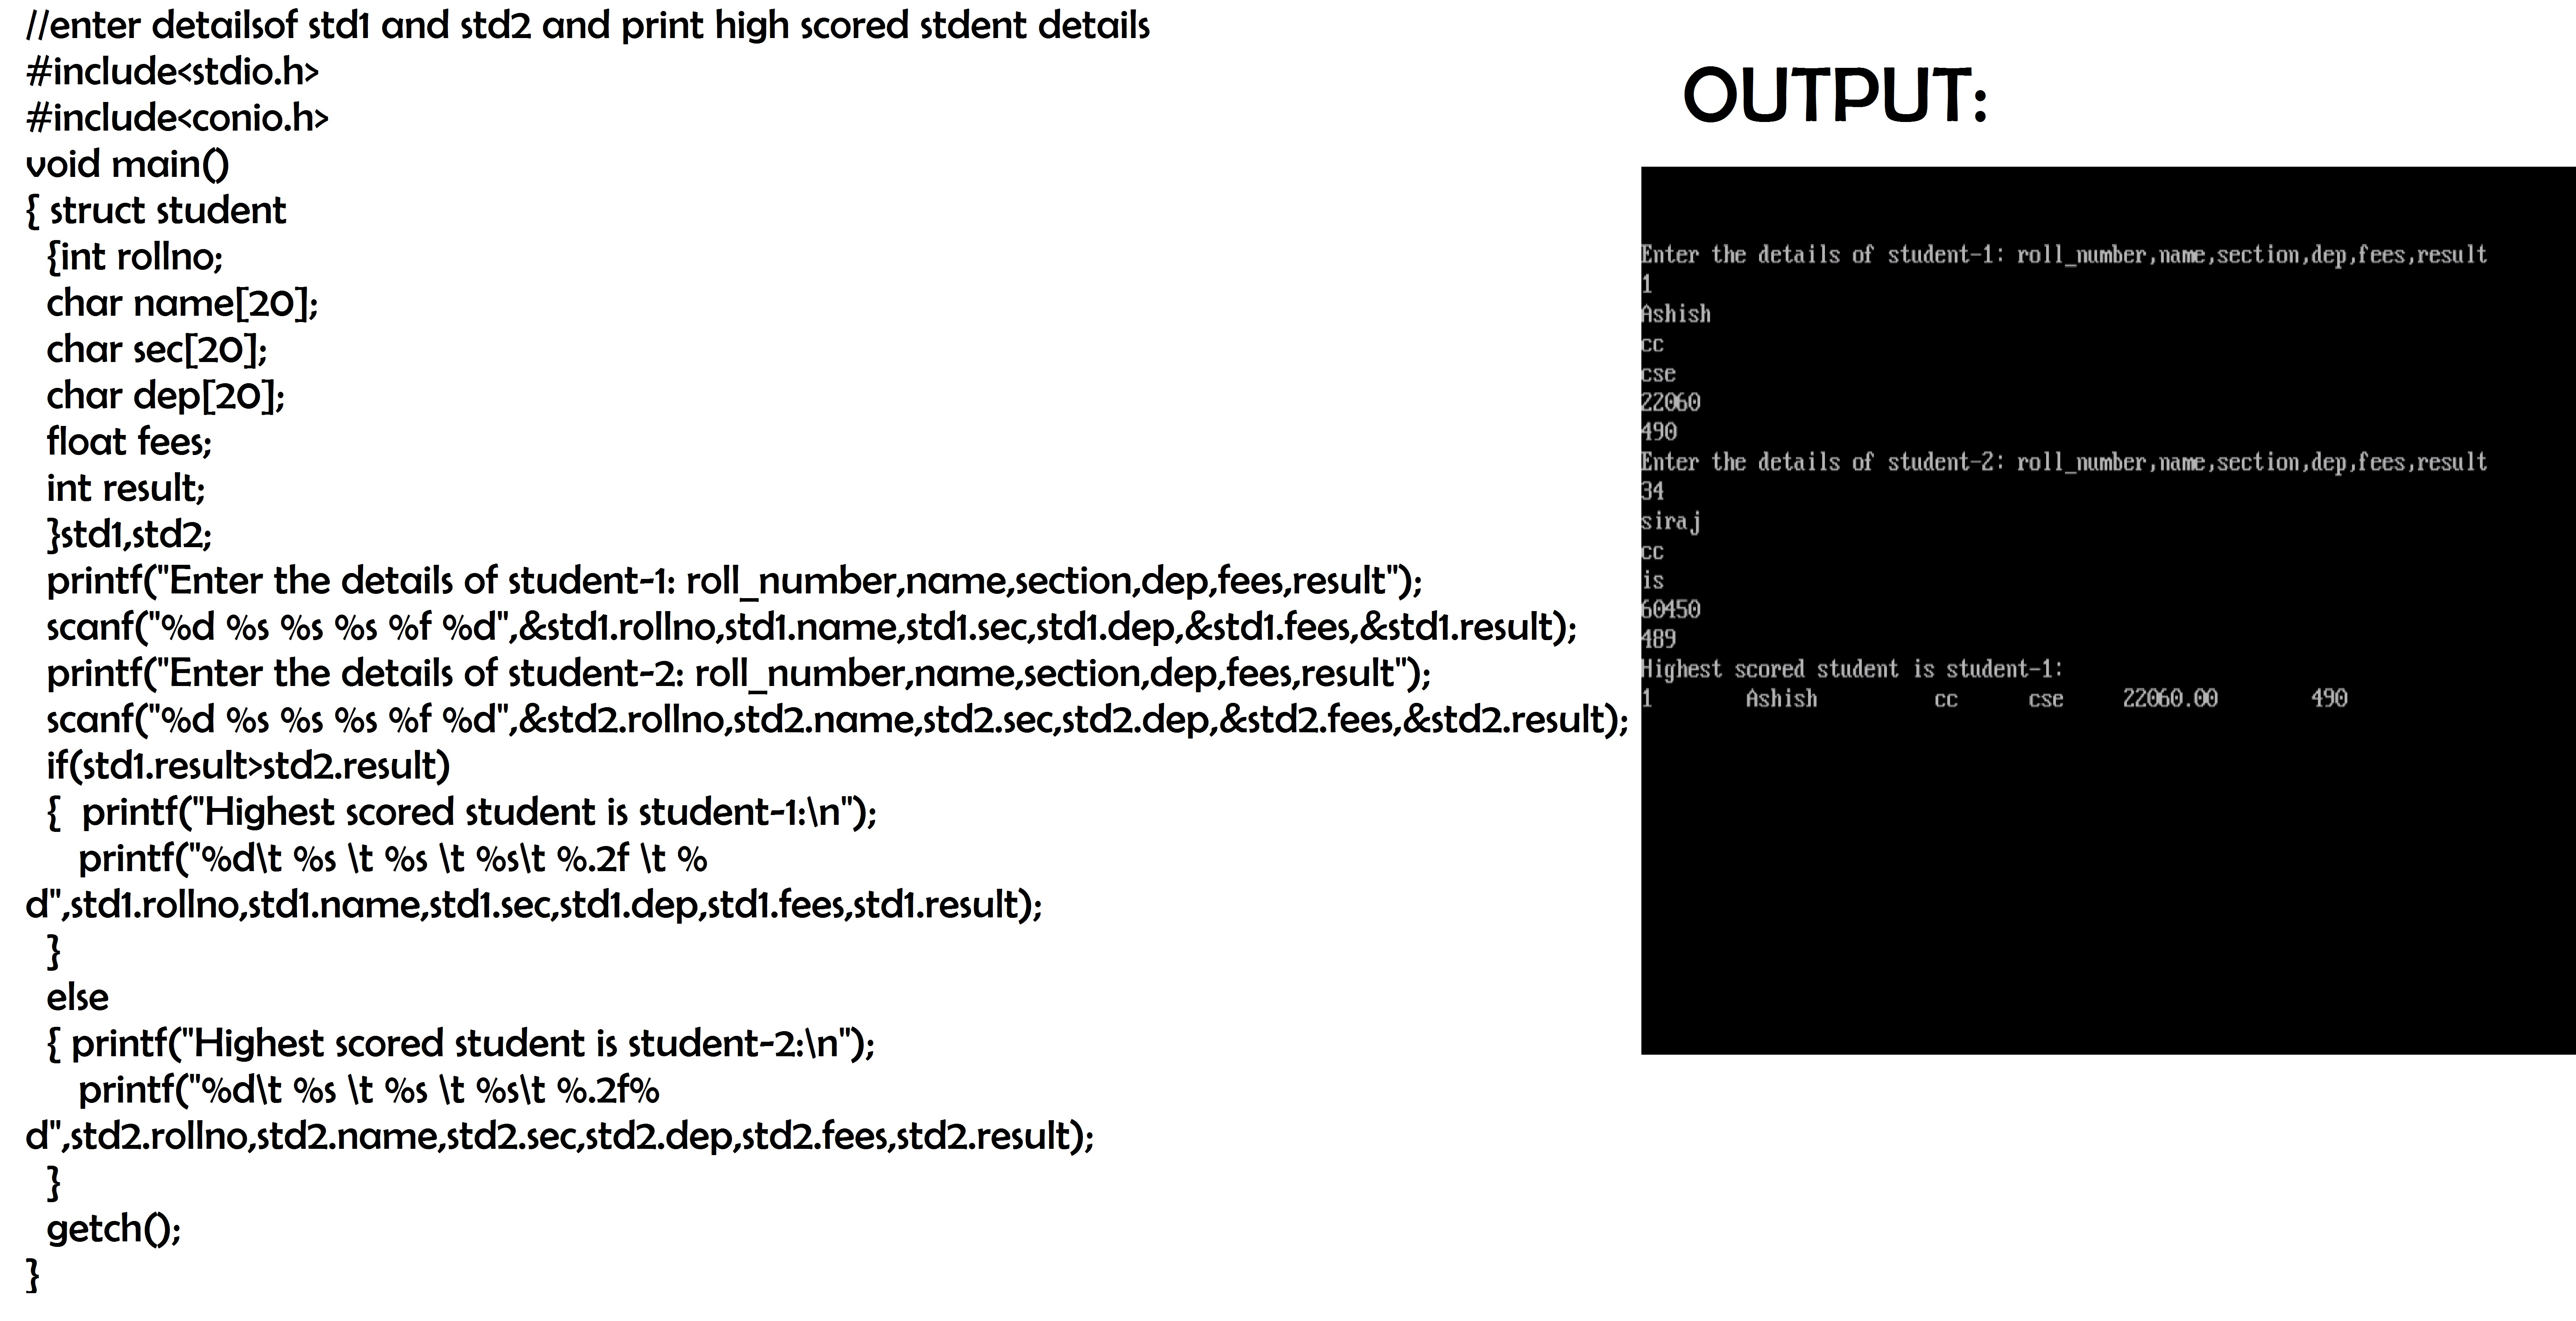 //enter detailsof std1 and std2 and print high scored stdent details
#include<stdio.h>
#include<conio.h>
void main()
{ struct student
{int rollno;
char name[20];
char sec[20];
char dep[20];
float fees;
int result;
}std1,std2;
printf("Enter the details of student-1: roll_number,name,section,dep,fees,result");
scanf("%d %s %s %s %f %d",&std1.rollno,std1.name,std1.sec,std1.dep,&std1.fees,&std1.result);
printf("Enter the details of student-2: roll_number,name,section,dep,fees,result");
scanf("%d %s %s %s %f %d",&std2.rollno,std2.name,std2.sec,std2.dep,&std2.fees,&std2.result);
if(std1.result>std2.result)
{ printf("Highest scored student is student-1:\n");
printf("%d\t %s \t %s \t %s\t %.2f \t %
d",std1.rollno,std1.name,std1.sec,std1.dep,std1.fees,std1.result);
}
else
{ printf("Highest scored student is student-2:\n");
printf("%d\t %s \t %s \t %s\t %.2f%
d",std2.rollno,std2.name,std2.sec,std2.dep,std2.fees,std2.result);
}
getch();
}
OUTPUT:
Enter the details of student-1: roll_number,name,section,dep,fees,result
1
Ashish
cc
cse
22060
490
Enter the details of student-2: roll_number,name,section,dep,fees,result
34
siraj
cc
is
60450
489
Highest scored student is student-1:
1 Ashish cc cse 22060.00 490